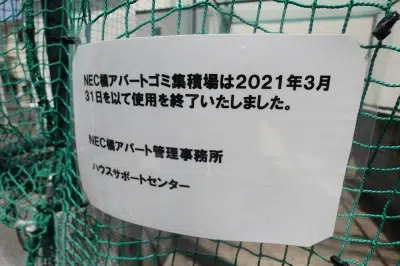 NEC橘アパートゴミ集積場は2021年3月
31日を以て使用を終了いたしました。
NEC橘アパート管理事務所
ハウスサポートセンター